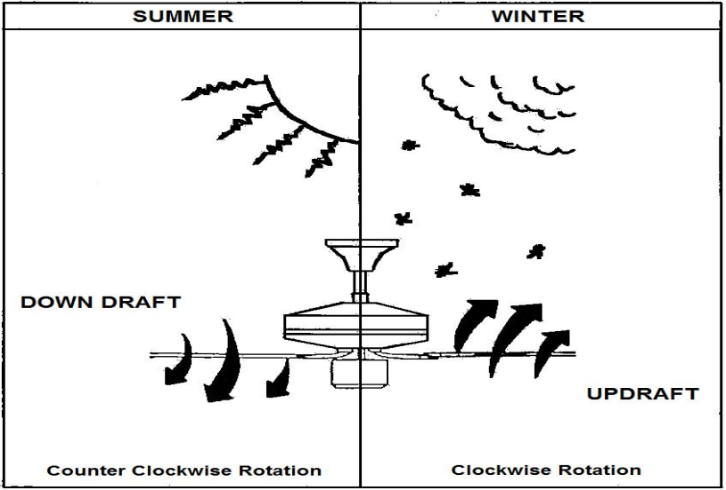 SUMMER
WINTER
DOWN DRAFT
UPDRAFT
Counter Clockwise Rotation
Clockwise Rotation